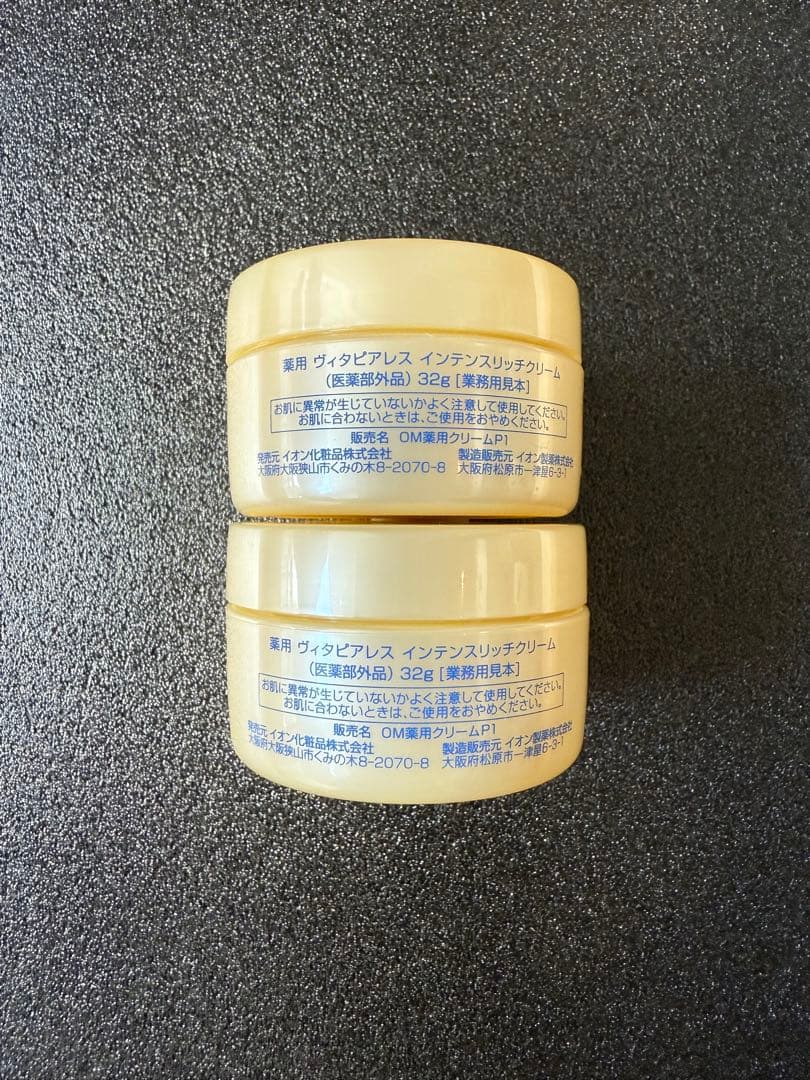 薬用 ヴィタピアレス インテンスリッチクリーム
(医薬部外品) 32g [業務用見本]
お肌に異常が生じていないかよく注意して使用してください。
お肌に合わないときは、ご使用をおやめください。
販売名 OM薬用クリームP1
発売元 イオン化粧品株式会社 製造販売元 イオン製薬株式会社
大阪府大阪狭山市くみの木8-2070-8 大阪府松原市一津屋6-3-1
薬用 ヴィタピアレス インテンスリッチクリーム
(医薬部外品) 32g [業務用見本]
お肌に異常が生じていないかよく注意して使用してください。
お肌に合わないときは、ご使用をおやめください。
販売名 OM薬用クリームP1
発売元 イオン化粧品株式会社 製造販売元 イオン製薬株式会社
大阪府大阪狭山市くみの木8-2070-8 大阪府松原市一津屋6-3-1